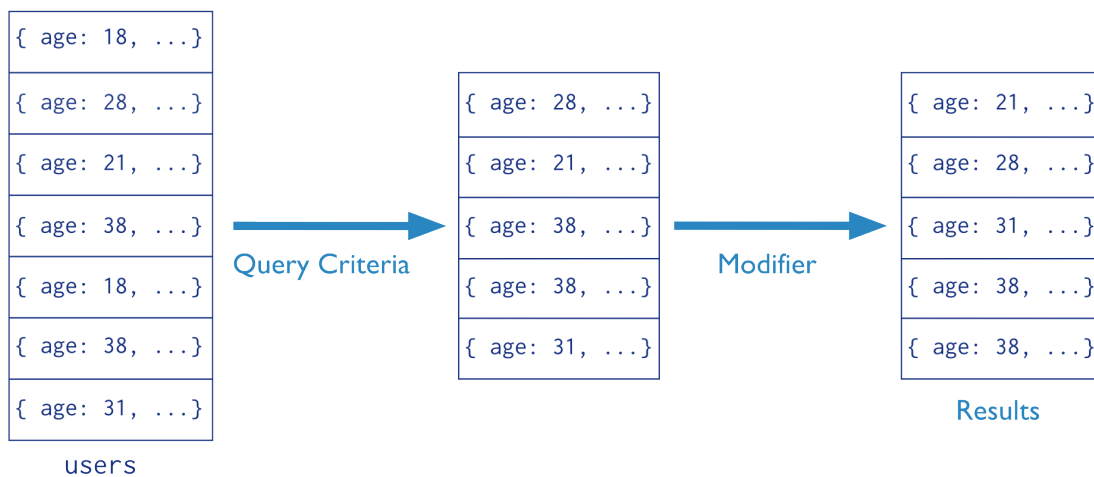 { age: 18, ...}
{ age: 28, ...}
{ age: 21, ...}
{ age: 38, ...}
{ age: 18, ...}
{ age: 38, ...}
{ age: 31, ...}
users
Query Criteria
{ age: 28, ...}
{ age: 21, ...}
{ age: 38, ...}
{ age: 38, ...}
{ age: 31, ...}
Modifier
{ age: 21, ...}
{ age: 28, ...}
{ age: 31, ...}
{ age: 38, ...}
{ age: 38, ...}
Results